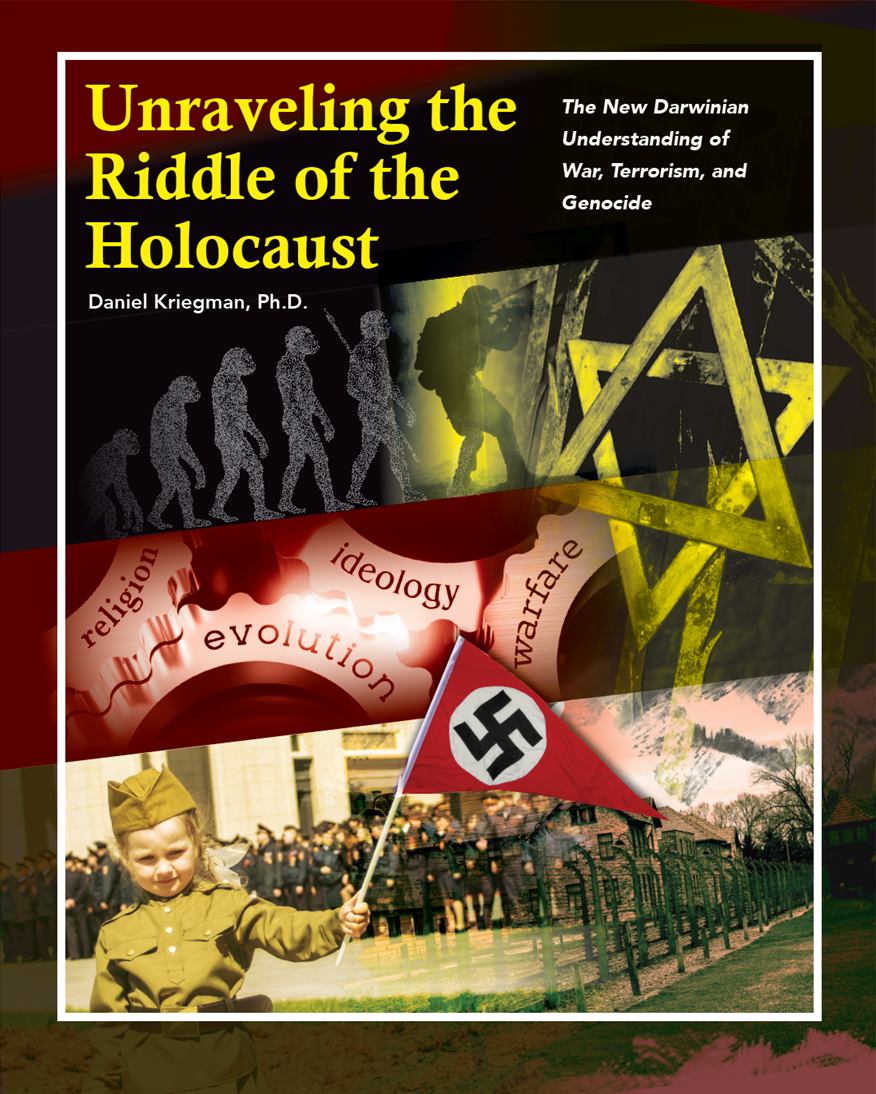 Unraveling the
Riddle of the
Holocaust
The New Darwinian
Understanding of
War, Terrorism, and
Genocide
Daniel Kriegman, Ph.D.
religion
evolution
ideology
warfare